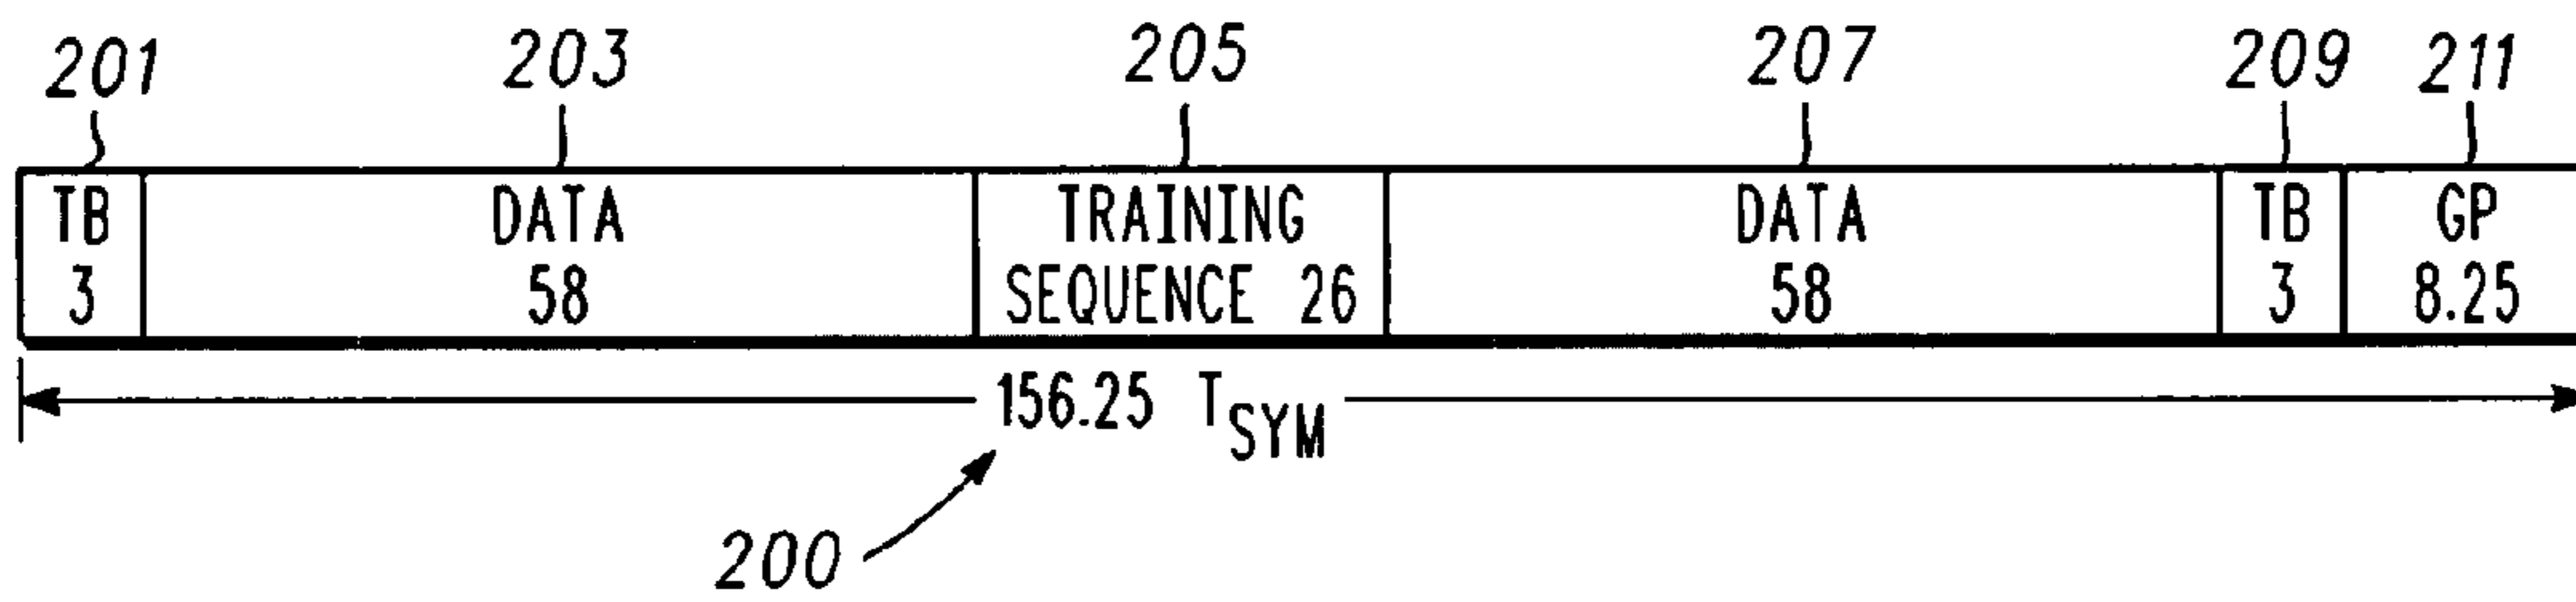 201 203 205 207 209 211
TB DATA TRAINING DATA TB GP
3 58 SEQUENCE 26 58 3 8.25
156.25 TSYM
200